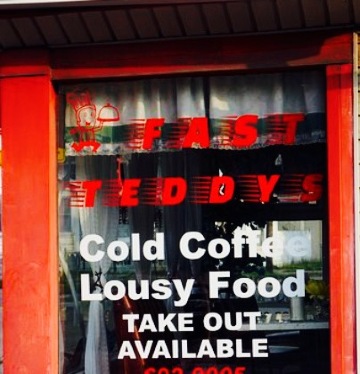 FAST
TEDDYS
Cold Coffee
Lousy Food
TAKE OUT
AVAILABLE